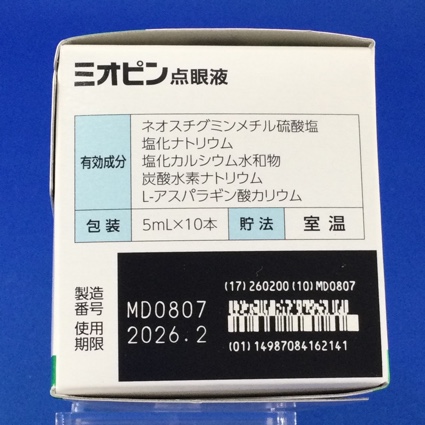 ミオピン点眼液
有効成分
ネオスチグミンメチル硫酸塩
塩化ナトリウム
塩化カルシウム水和物
炭酸水素ナトリウム
L-アスパラギン酸カリウム
包装 5mL×10本 貯法 室温
製造番号 MD0807
使用期限 2026.2
(17) 260200 (10) MD0807
(01) 14987084162141